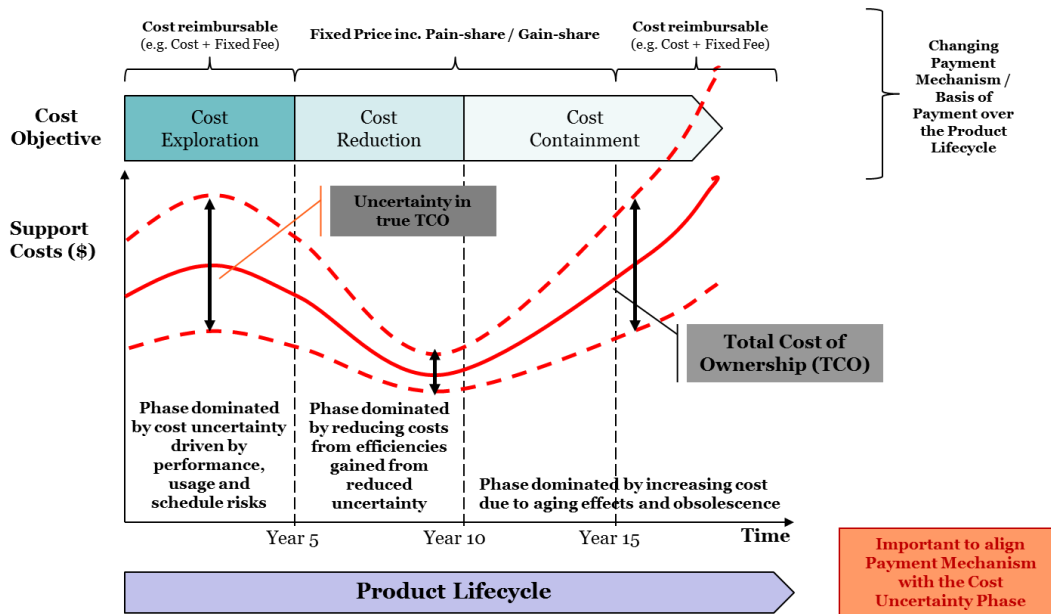 Cost reimbursable
(e.g. Cost + Fixed Fee)
Fixed Price inc. Pain-share / Gain-share
Cost reimbursable
(e.g. Cost + Fixed Fee)
Changing
Payment
Mechanism /
Basis of
Payment over
the Product
Lifecycle
Cost
Objective
Cost
Exploration
Cost
Reduction
Cost
Containment
Support
Costs ($)
Uncertainty in
true TCO
Total Cost of
Ownership (TCO)
Phase dominated
by cost uncertainty
driven by
performance,
usage and
schedule risks
Phase dominated
by reducing costs
from efficiencies
gained from
reduced
uncertainty
Phase dominated by increasing cost
due to aging effects and obsolescence
Year 5
Year 10
Year 15
Time
Product Lifecycle
Important to align
Payment Mechanism
with the Cost
Uncertainty Phase